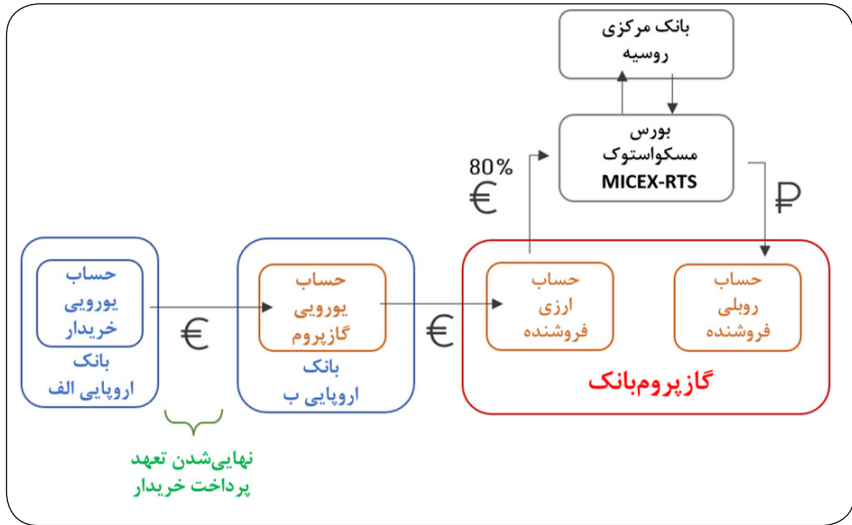 بانک مرکزی
روسیه
بورس
مسکواستوک
MICEX-RTS
80%
€
₽
حساب
یورویی
خریدار
بانک
اروپایی الف
€
حساب
یورویی
گازپروم
بانک
اروپایی ب
€
حساب
ارزی
فروشنده
حساب
روبلی
فروشنده
گازپروم‌بانک
نهایی‌شدن تعهد
پرداخت خریدار